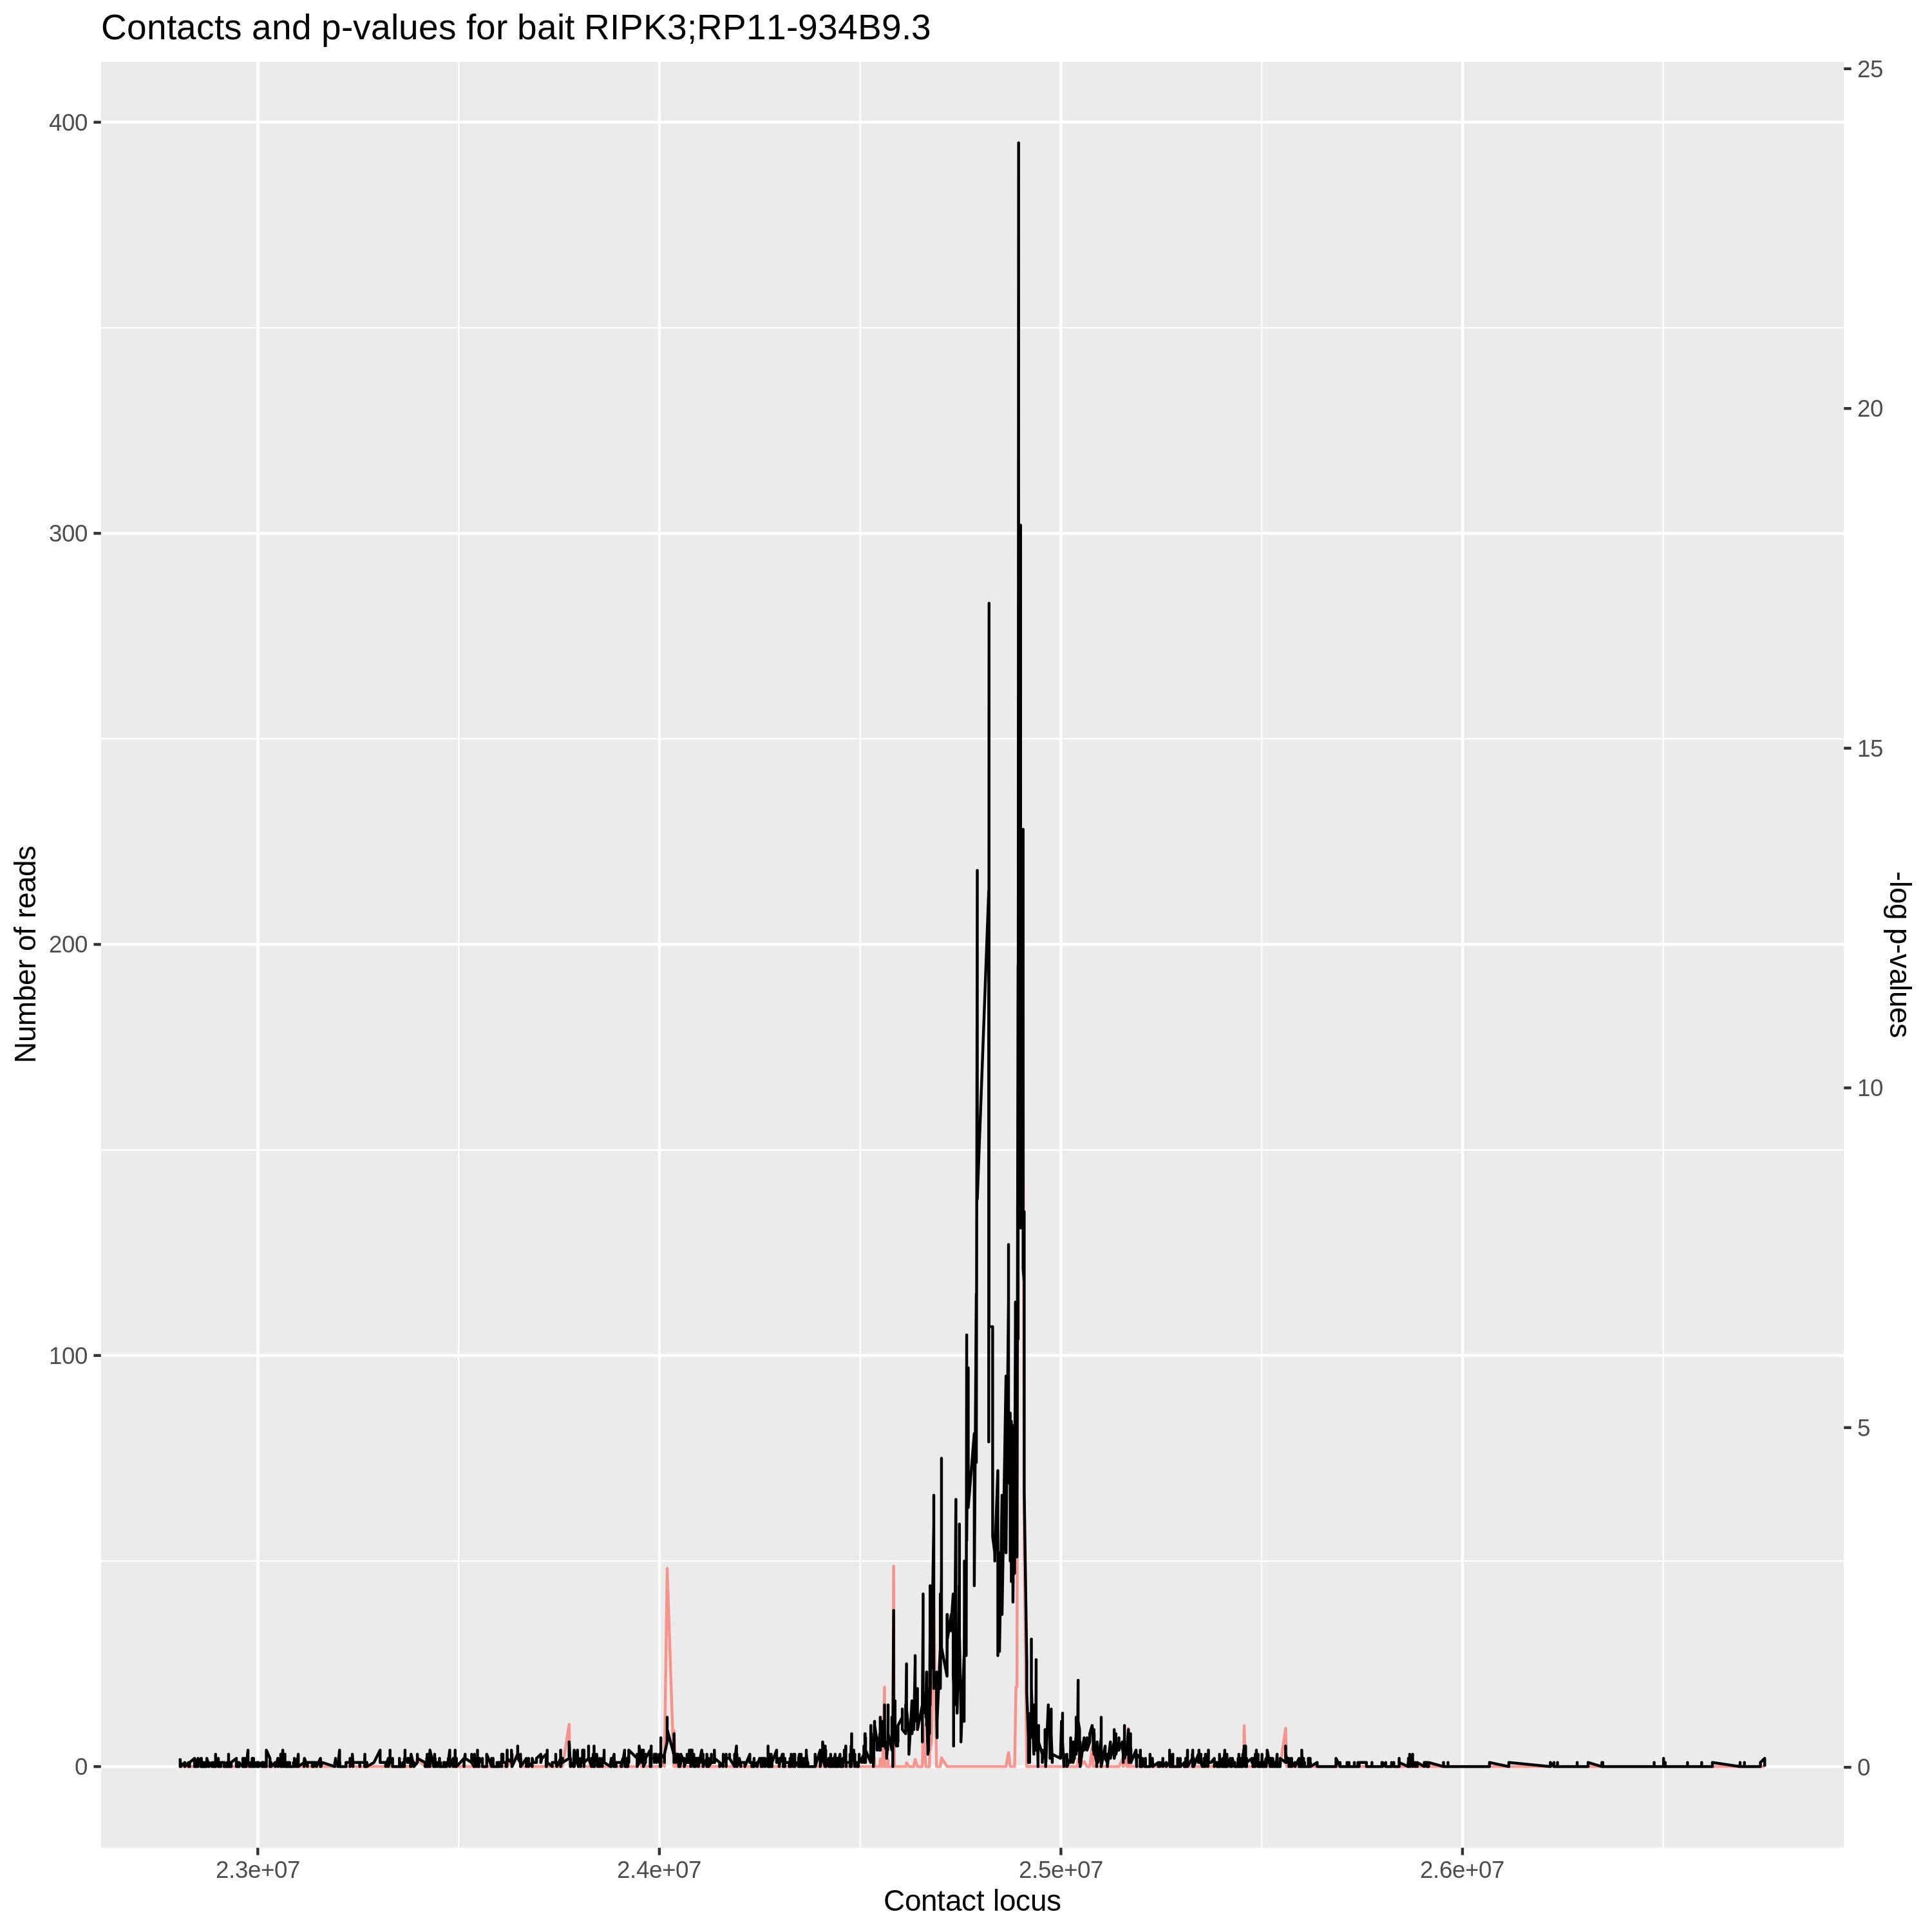 Contacts and p-values for bait RIPK3;RP11-934B9.3
400
300
200
100
0
Number of reads
25
20
15
10
5
0
-log p-values
2.3e+07
2.4e+07
2.5e+07
2.6e+07
Contact locus